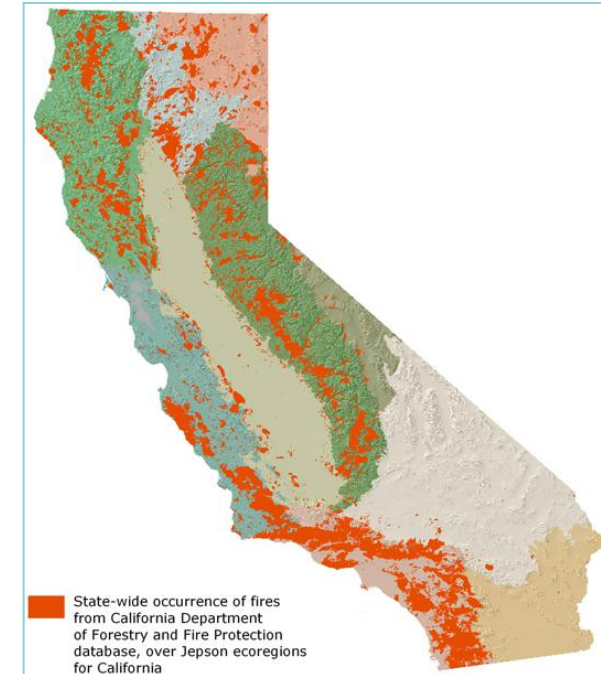 State-wide occurrence of fires
from California Department
of Forestry and Fire Protection
database, over Jepson ecoregions
for California